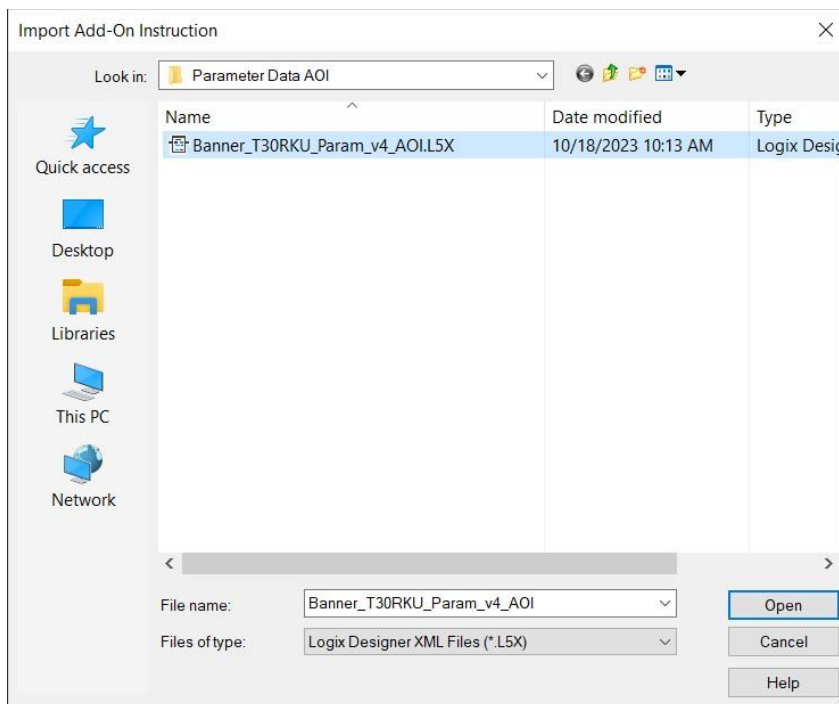 Import Add-On Instruction
Look in: Parameter Data AOI
Name Date modified Type
Banner_T30RKU_Param_v4_AOI.L5X 10/18/2023 10:13 AM Logix Desig
Quick access
Desktop
Libraries
This PC
Network
File name: Banner_T30RKU_Param_v4_AOI Open
Files of type: Logix Designer XML Files (*.L5X) Cancel
Help